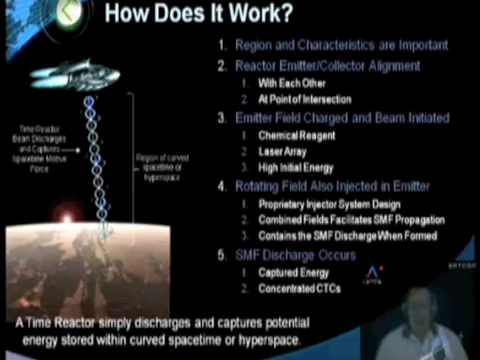 How Does It Work?
1. Region and Characteristics are Important
2. Reactor Emitter/Collector Alignment
1. With Each Other
2. At Point of Intersection
3. Emitter Field Charged and Beam Initiated
1. Chemical Reagent
2. Laser Array
3. High Initial Energy
4. Rotating Field Also Injected in Emitter
1. Proprietary Injector System Design
2. Combined Fields Facilitates SMF Propagation
3. Contains the SMF Discharge When Formed
5. SMF Discharge Occurs
1. Captured Energy
2. Concentrated CTCs
Time Reactor
Beam Discharges
and Captures
Spacetime Motive
Force
Region of curved
spacetime or
hyperspace
A Time Reactor simply discharges and captures potential
energy stored within curved spacetime or hyperspace.